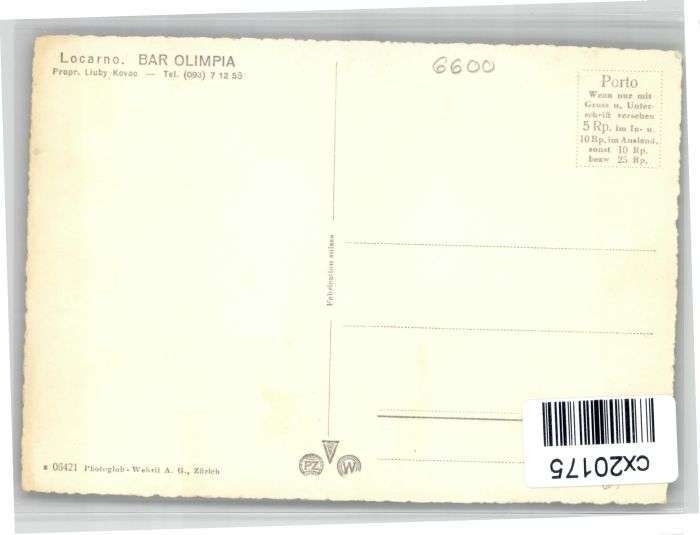 Locarno. BAR OLIMPIA
Propr. Liuby Kovac — Tel. (093) 7 12 55
6600
Porto
Wenn nur mit
Gruss u. Unter-
schrift versehen
5 Rp. im In- u.
10 Rp. im Ausland,
sonst 10 Rp.
bezw 25 Rp.
Fabrication suisse
06421 Photoglob-Wehrli A. G., Zürich
PZ W
cx20175